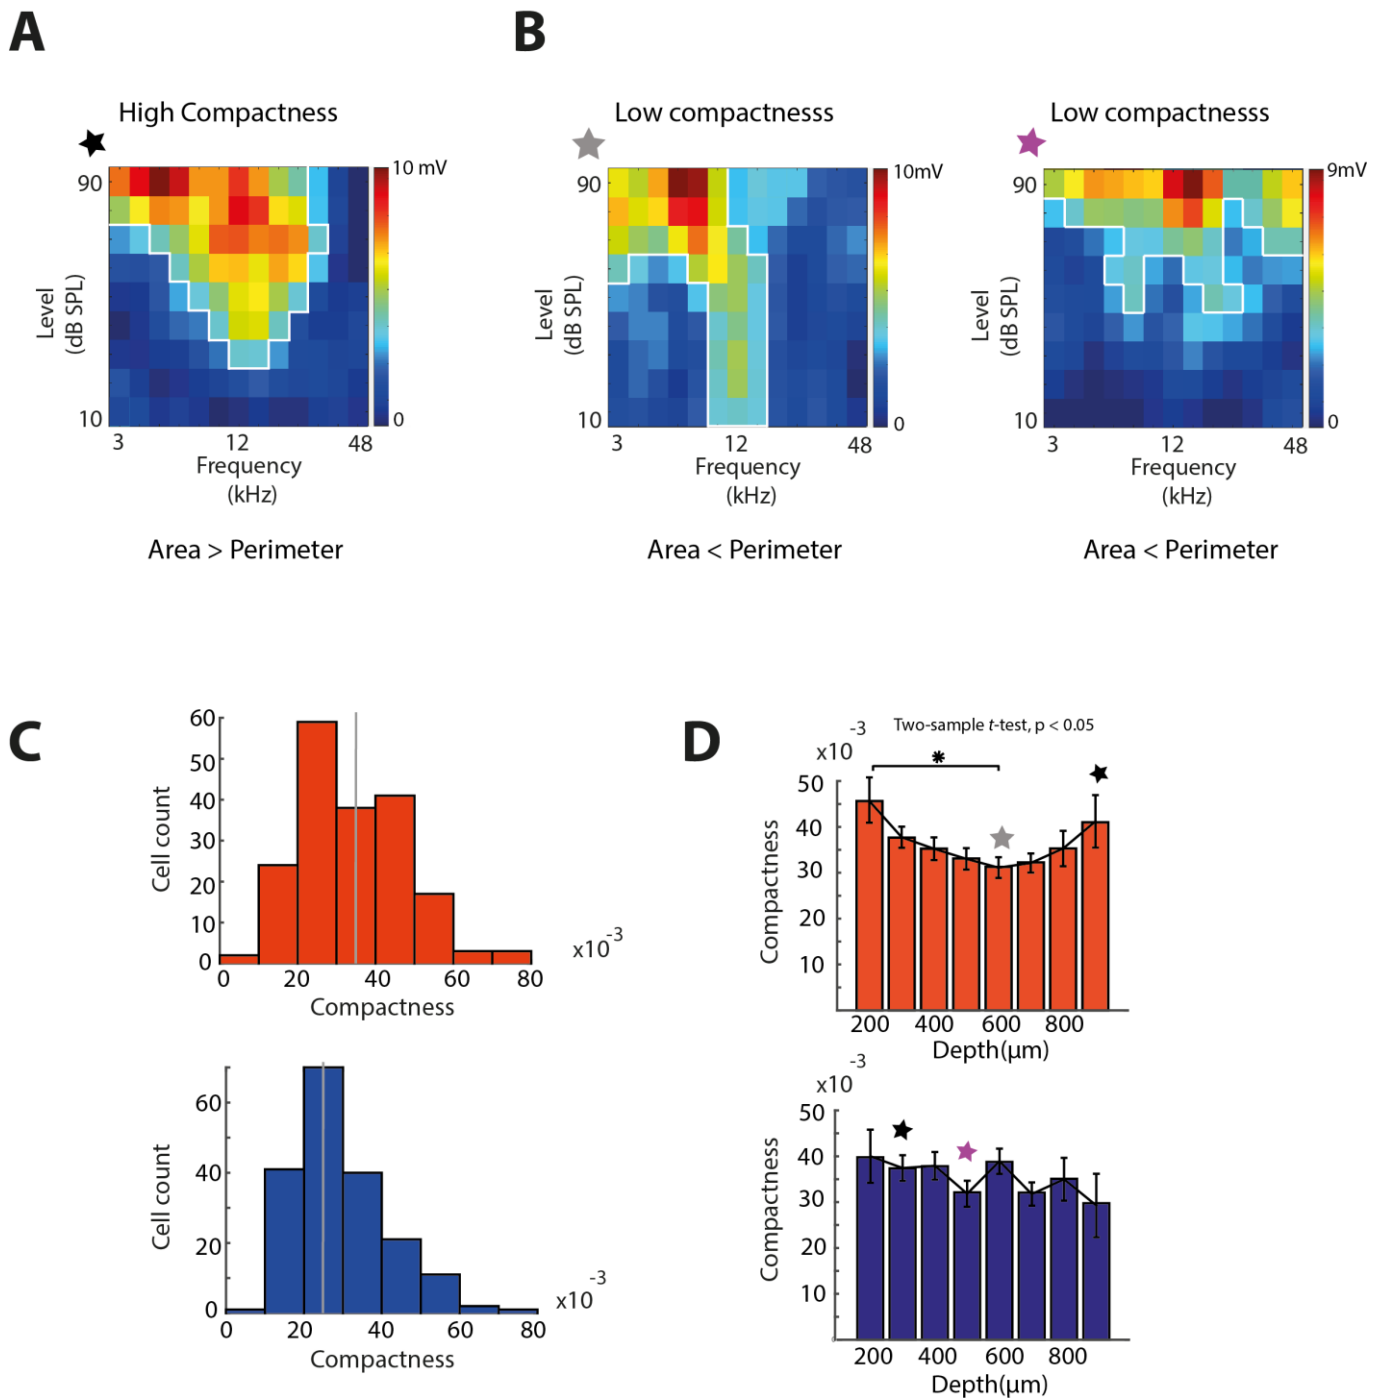 A
B
High Compactness
Low compactnesss
Low compactnesss
90
10 mV
Level
(dB SPL)
10
0
3 12 48
Frequency
(kHz)
Area > Perimeter
90
10mV
Level
(dB SPL)
10
0
3 12 48
Frequency
(kHz)
Area < Perimeter
90
9mV
Level
(dB SPL)
10
0
3 12 48
Frequency
(kHz)
Area < Perimeter
C
60
50
40
30
20
10
0
Cell count
0 20 40 60 80
x10-3
Compactness
60
40
20
0
Cell count
0 20 40 60 80
x10-3
Compactness
D
x10-3
Two-sample t-test, p < 0.05
*
50
40
30
20
10
Compactness
200 400 600 800
Depth(μm)
x10-3
50
40
30
20
10
Compactness
200 400 600 800
Depth(μm)